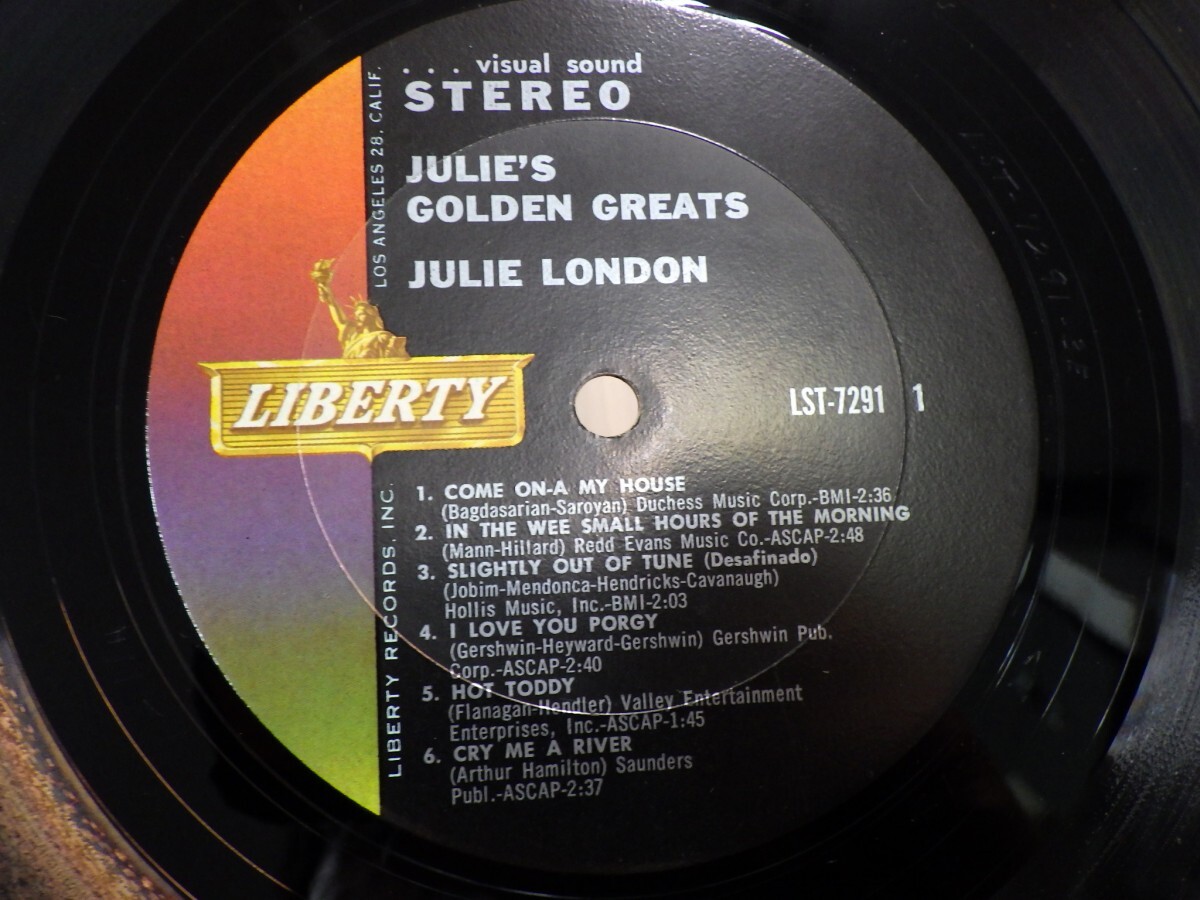 . . . visual sound
STEREO
JULIE'S
GOLDEN GREATS
JULIE LONDON
LOS ANGELES 28, CALIF.
LIBERTY
LIBERTY RECORDS, INC.
LST-7291 1
1. COME ON-A MY HOUSE
(Bagdasarian-Saroyan) Duchess Music Corp.-BMI-2:36
2. IN THE WEE SMALL HOURS OF THE MORNING
(Mann-Hillard) Redd Evans Music Co.-ASCAP-2:48
3. SLIGHTLY OUT OF TUNE (Desafinado)
(Jobim-Mendonca-Hendricks-Cavanaugh)
Hollis Music, Inc.-BMI-2:03
4. I LOVE YOU PORGY
(Gershwin-Heyward-Gershwin) Gershwin Pub.
Corp.-ASCAP-2:40
5. HOT TODDY
(Flanagan-Hendler) Valley Entertainment
Enterprises, Inc.-ASCAP-1:45
6. CRY ME A RIVER
(Arthur Hamilton) Saunders
Publ.-ASCAP-2:37